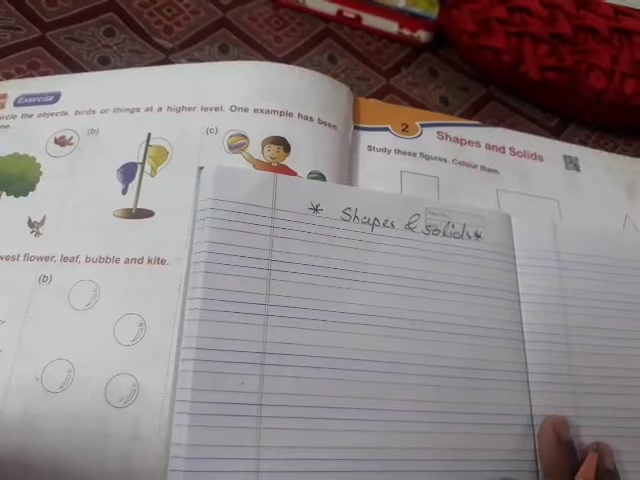 Exercise
ircle the objects, birds or things at a higher level. One example has been
ne.
(b)
(c)
west flower, leaf, bubble and kite.
(b)
2
Shapes and Solids
Study these figures. Colour them.
* Shapes & solids *